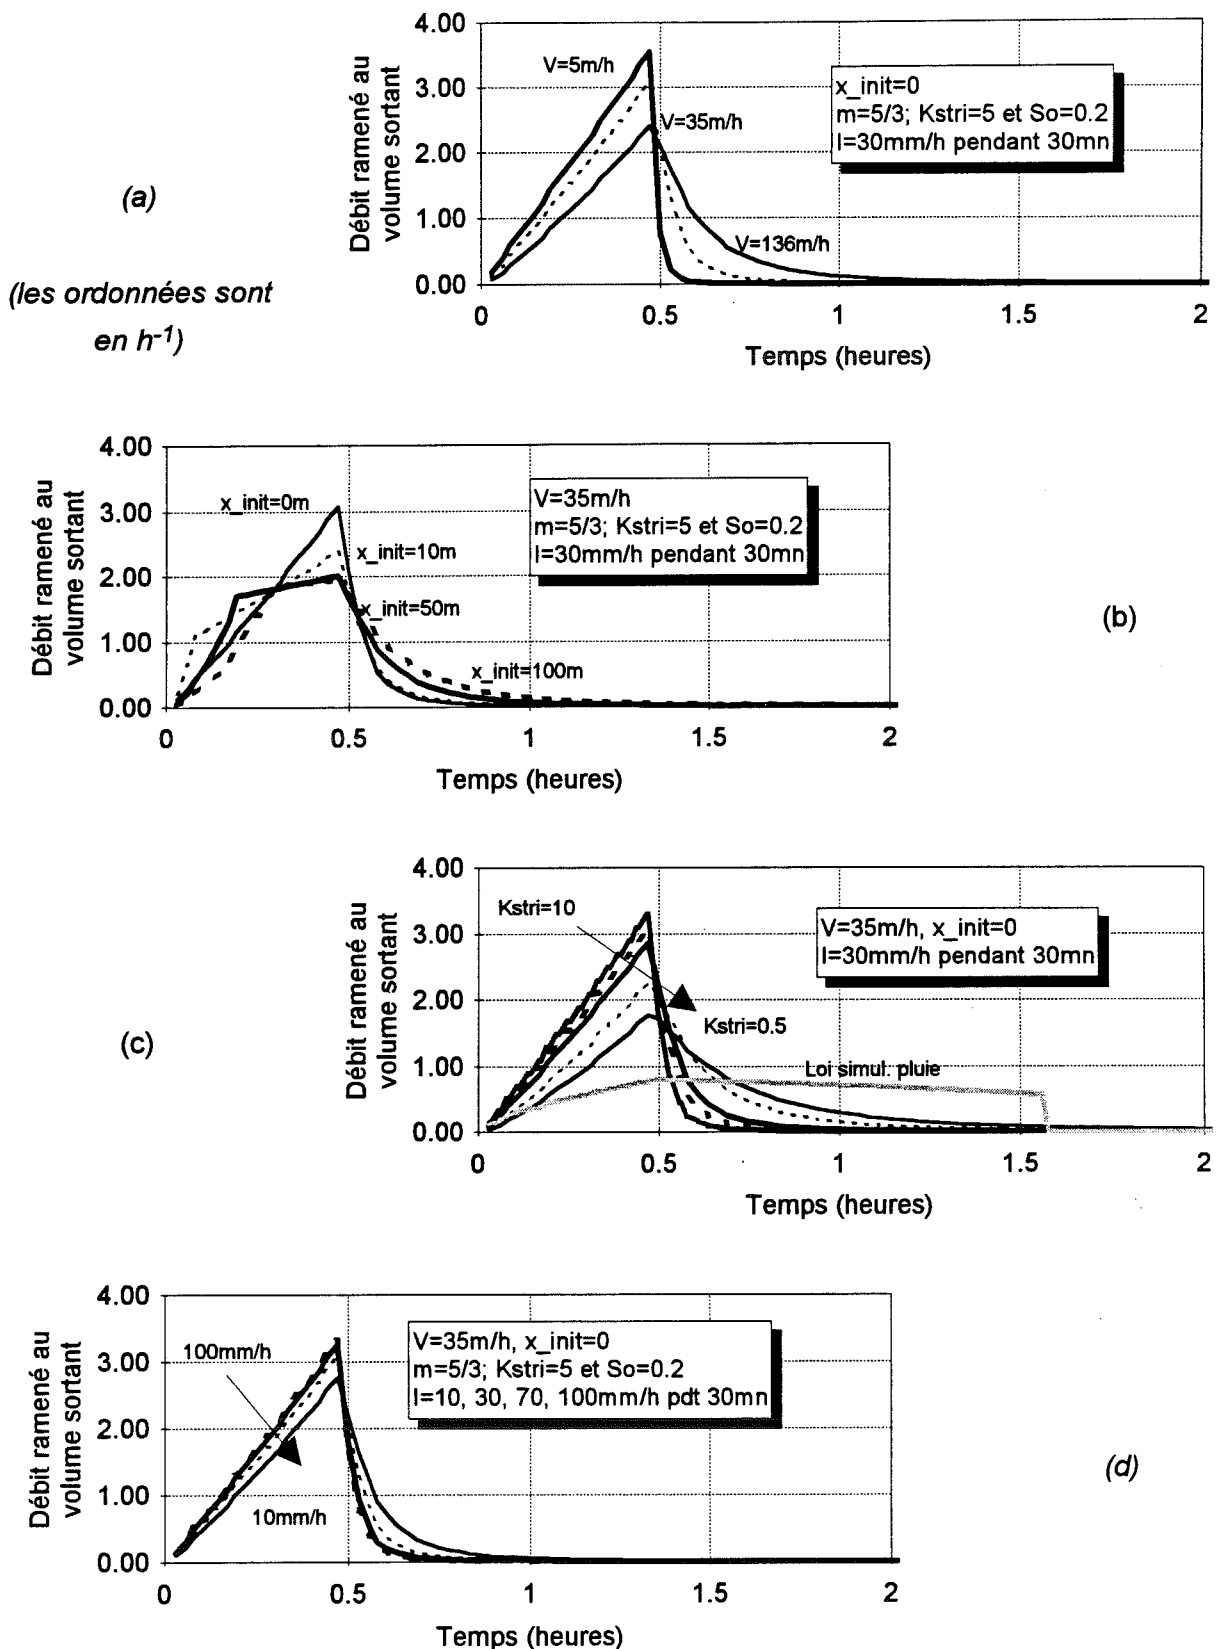 (a)
(les ordonnées sont
en h-1)
Débit ramené au
volume sortant
4.00
3.00
2.00
1.00
0.00
V=5m/h
V=35m/h
V=136m/h
x_init=0
m=5/3; Kstri=5 et So=0.2
I=30mm/h pendant 30mn
0 0.5 1 1.5 2
Temps (heures)
Débit ramené au
volume sortant
4.00
3.00
2.00
1.00
0.00
x_init=0m
x_init=10m
x_init=50m
x_init=100m
V=35m/h
m=5/3; Kstri=5 et So=0.2
I=30mm/h pendant 30mn
(b)
0 0.5 1 1.5 2
Temps (heures)
(c)
Débit ramené au
volume sortant
4.00
3.00
2.00
1.00
0.00
Kstri=10
Kstri=0.5
Loi simul. pluie
V=35m/h, x_init=0
I=30mm/h pendant 30mn
0 0.5 1 1.5 2
Temps (heures)
Débit ramené au
volume sortant
4.00
3.00
2.00
1.00
0.00
100mm/h
10mm/h
V=35m/h, x_init=0
m=5/3; Kstri=5 et So=0.2
I=10, 30, 70, 100mm/h pdt 30mn
(d)
0 0.5 1 1.5 2
Temps (heures)